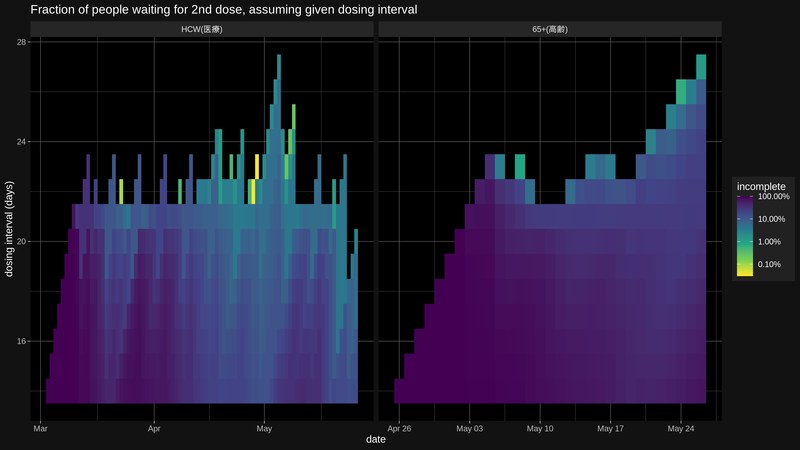 Fraction of people waiting for 2nd dose, assuming given dosing interval
HCW(医療)
65+(高齢)
28
24
20
16
dosing interval (days)
Mar
Apr
May
Apr 26
May 03
May 10
May 17
May 24
date
incomplete
100.00%
10.00%
1.00%
0.10%